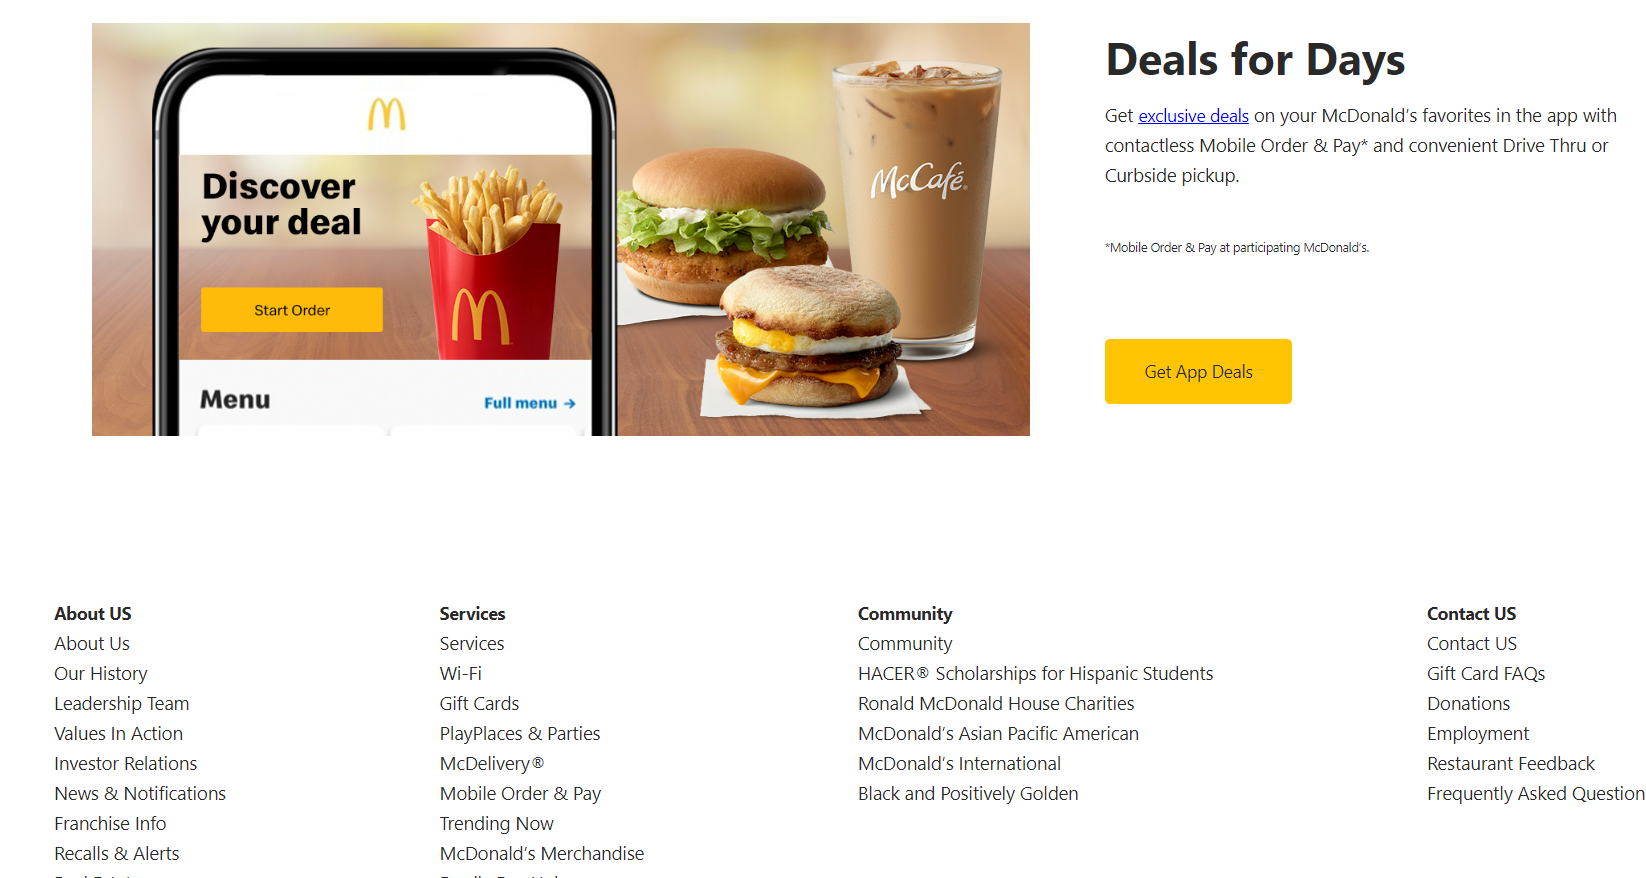 Discover
your deal
Start Order
Menu
Full menu →
McCafé®
Deals for Days
Get exclusive deals on your McDonald's favorites in the app with
contactless Mobile Order & Pay* and convenient Drive Thru or
Curbside pickup.
*Mobile Order & Pay at participating McDonald's.
Get App Deals
About US
About Us
Our History
Leadership Team
Values In Action
Investor Relations
News & Notifications
Franchise Info
Recalls & Alerts
Services
Services
Wi-Fi
Gift Cards
PlayPlaces & Parties
McDelivery®
Mobile Order & Pay
Trending Now
McDonald's Merchandise
Community
Community
HACER® Scholarships for Hispanic Students
Ronald McDonald House Charities
McDonald's Asian Pacific American
McDonald's International
Black and Positively Golden
Contact US
Contact US
Gift Card FAQs
Donations
Employment
Restaurant Feedback
Frequently Asked Question